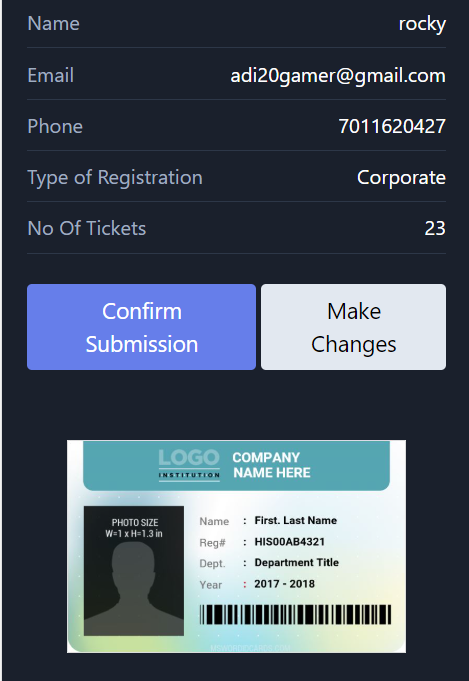 Name rocky
Email adi20gamer@gmail.com
Phone 7011620427
Type of Registration Corporate
No Of Tickets 23
Confirm
Submission
Make
Changes
LOGO
INSTITUTION
COMPANY
NAME HERE
PHOTO SIZE
W=1 x H=1.3 in
Name : First. Last Name
Reg# : HIS00AB4321
Dept. : Department Title
Year : 2017 - 2018